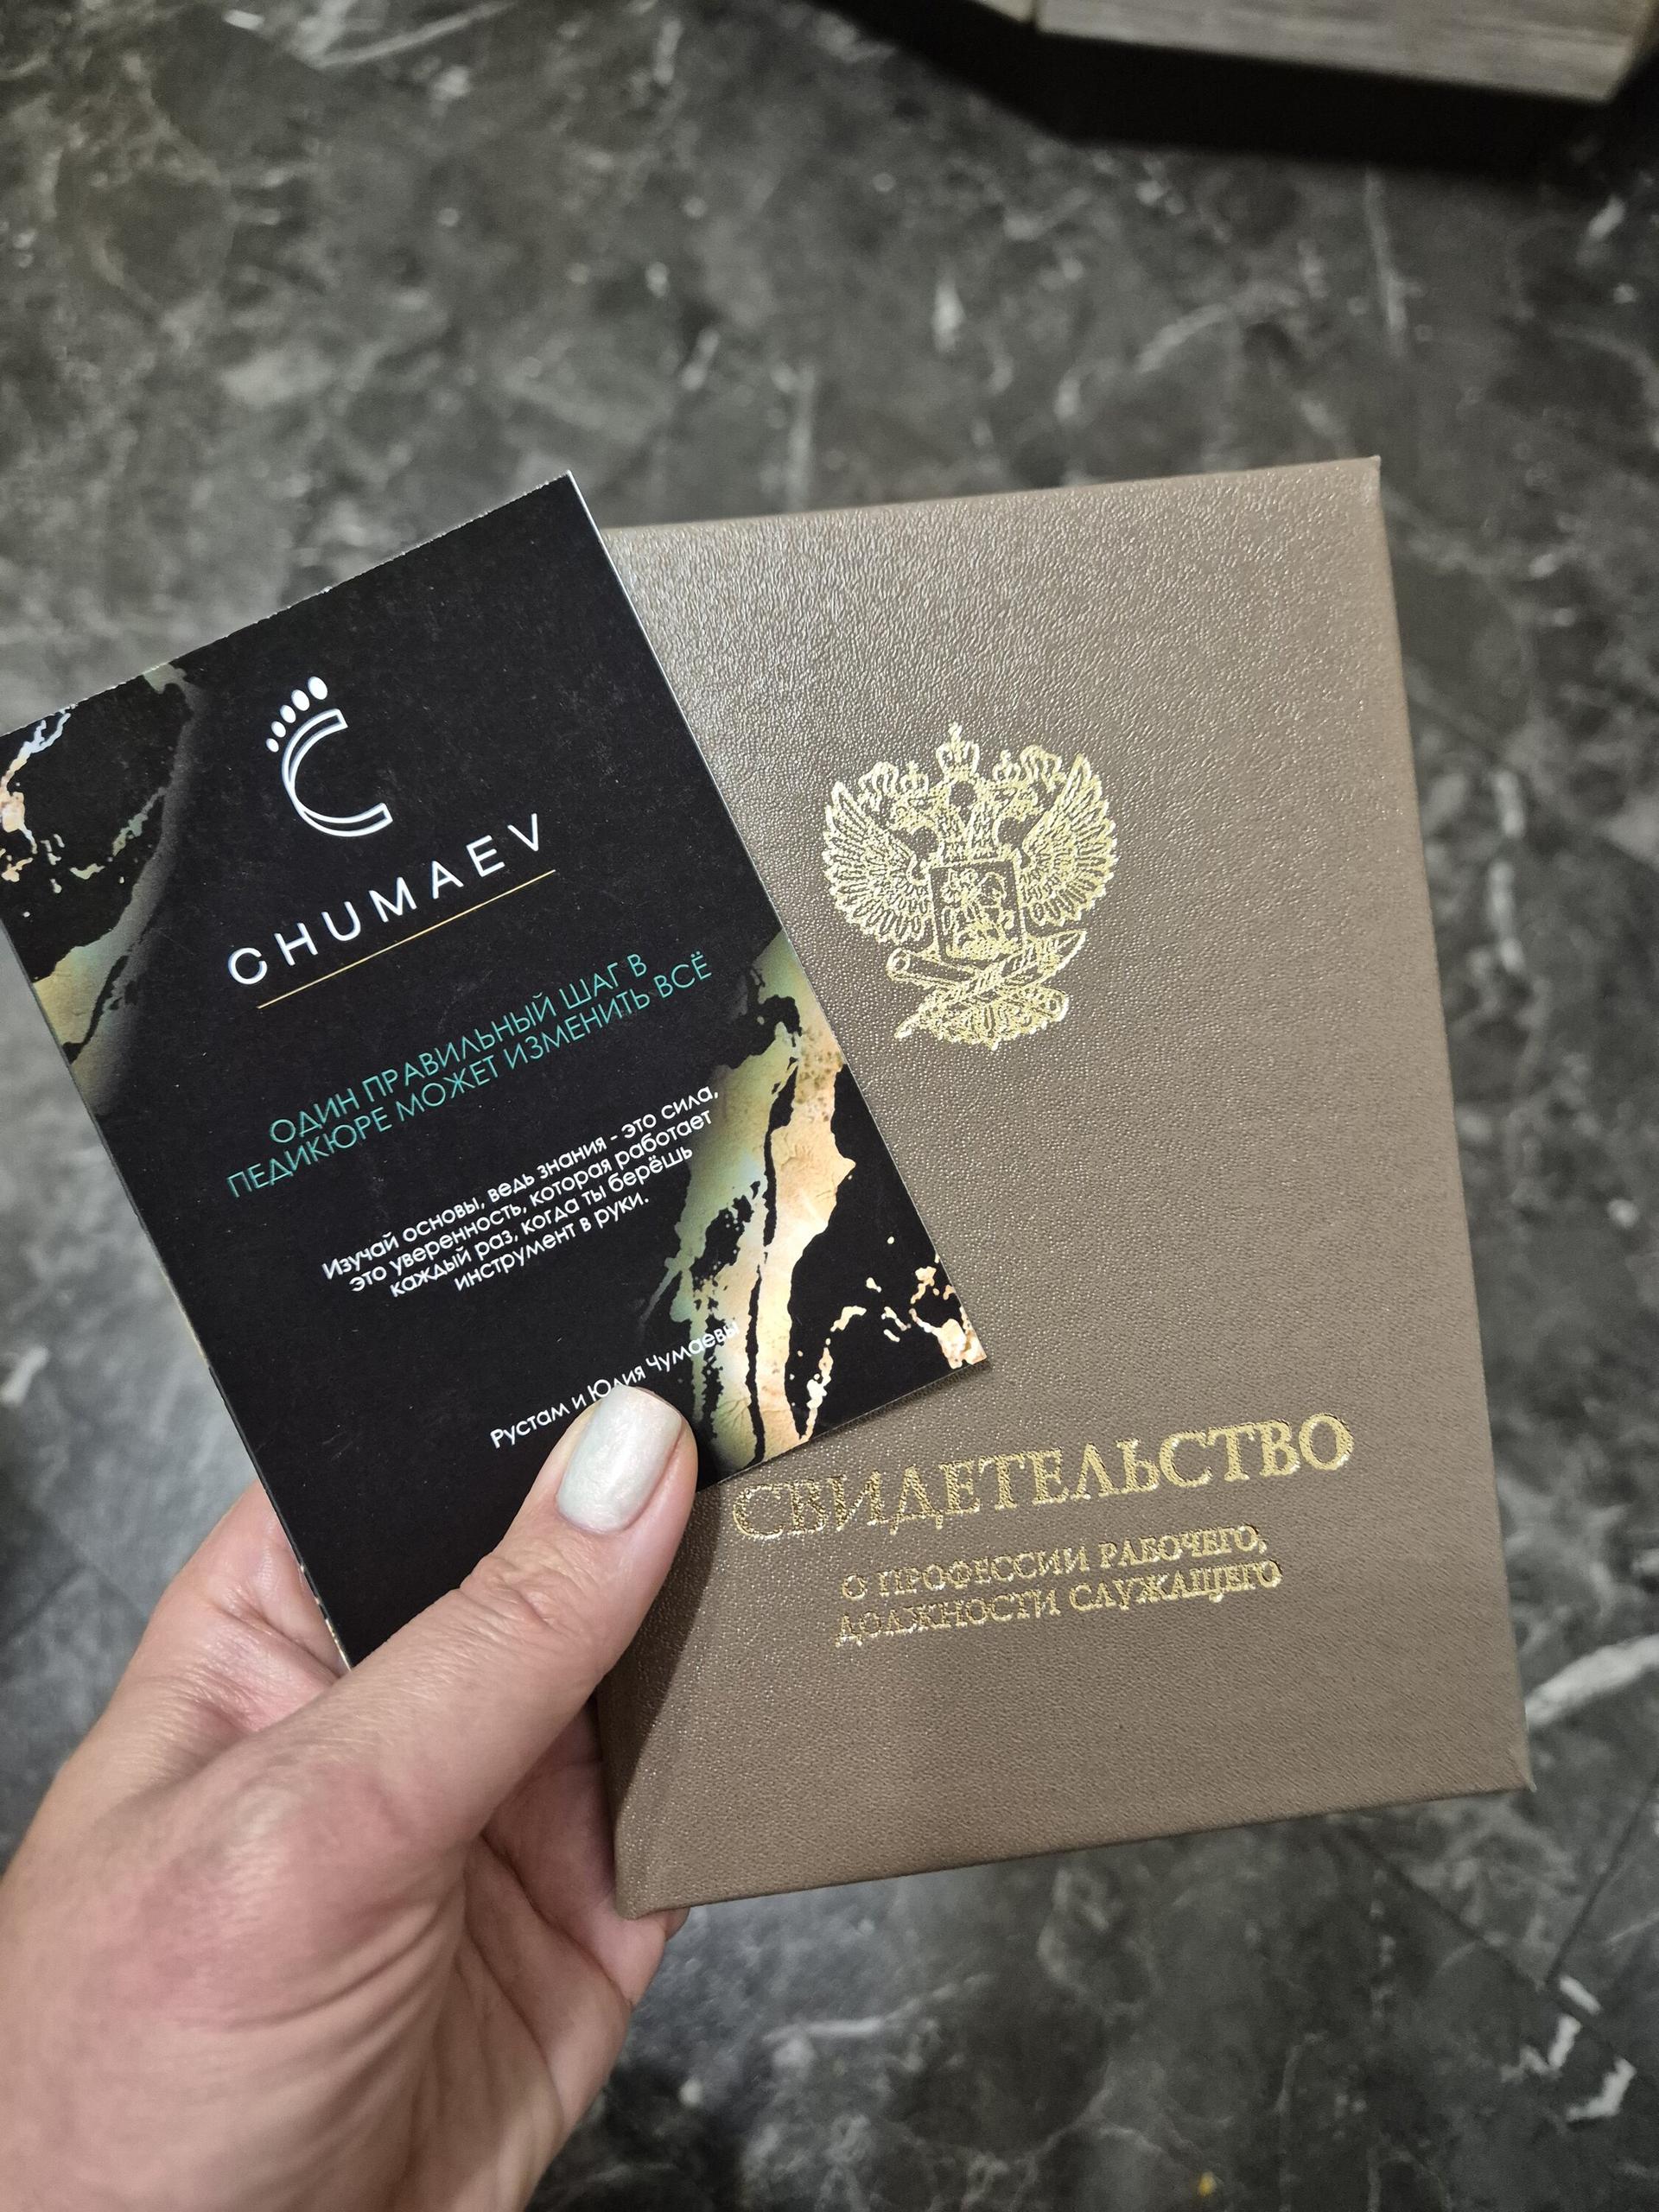 CHUMAEV
ОДИН ПРАВИЛЬНЫЙ ШАГ В
ПЕДИКЮРЕ МОЖЕТ ИЗМЕНИТЬ ВСЁ
Изучай основы, ведь знания - это сила,
это уверенность, которая работает
каждый раз, когда ты берёшь
инструмент в руки.
Рустам и Юлия Чумаевы
СВИДЕТЕЛЬСТВО
О ПРОФЕССИИ РАБОЧЕГО,
ДОЛЖНОСТИ СЛУЖАЩЕГО